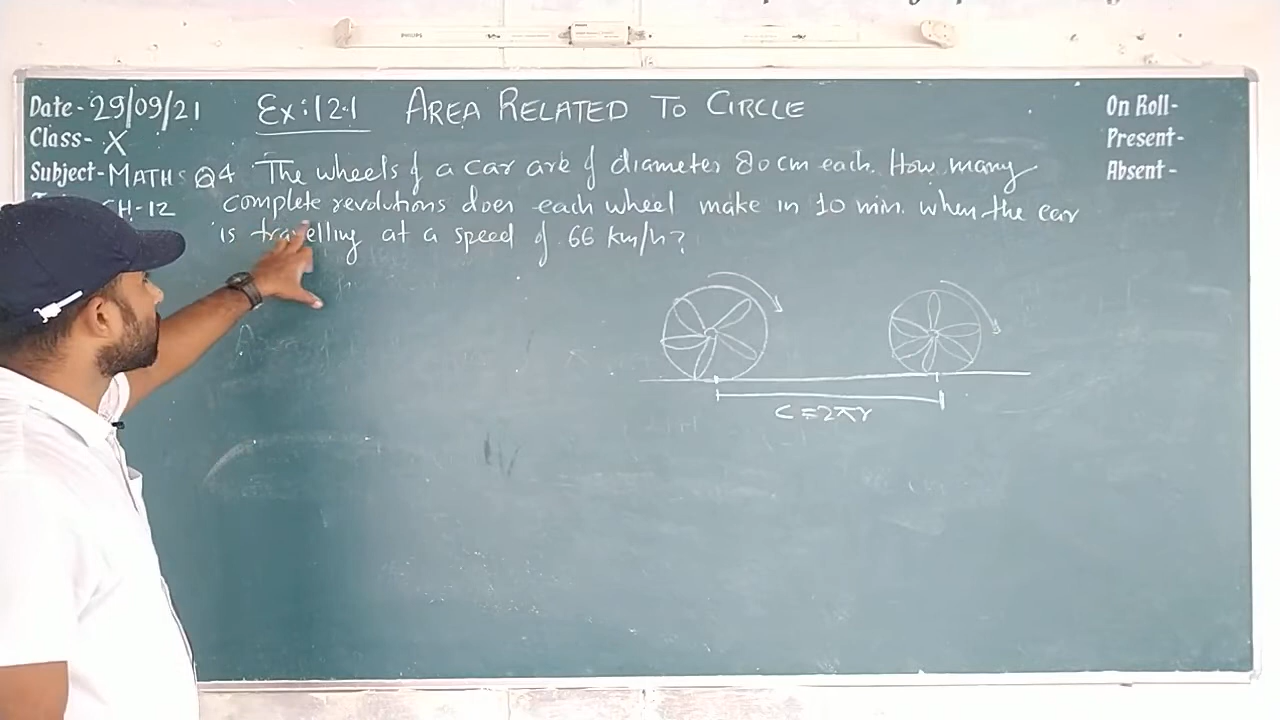 PHILIPS
Date-29/09/21 Ex:12.1 AREA RELATED TO CIRCLE On Roll-
Class- X Present-
Subject-MATHS Absent-
CH-12
Q4 The wheels of a car are of diameter 80 cm each. How many
complete revolutions does each wheel make in 10 min. when the car
is travelling at a speed of 66 km/h?
C=2πr